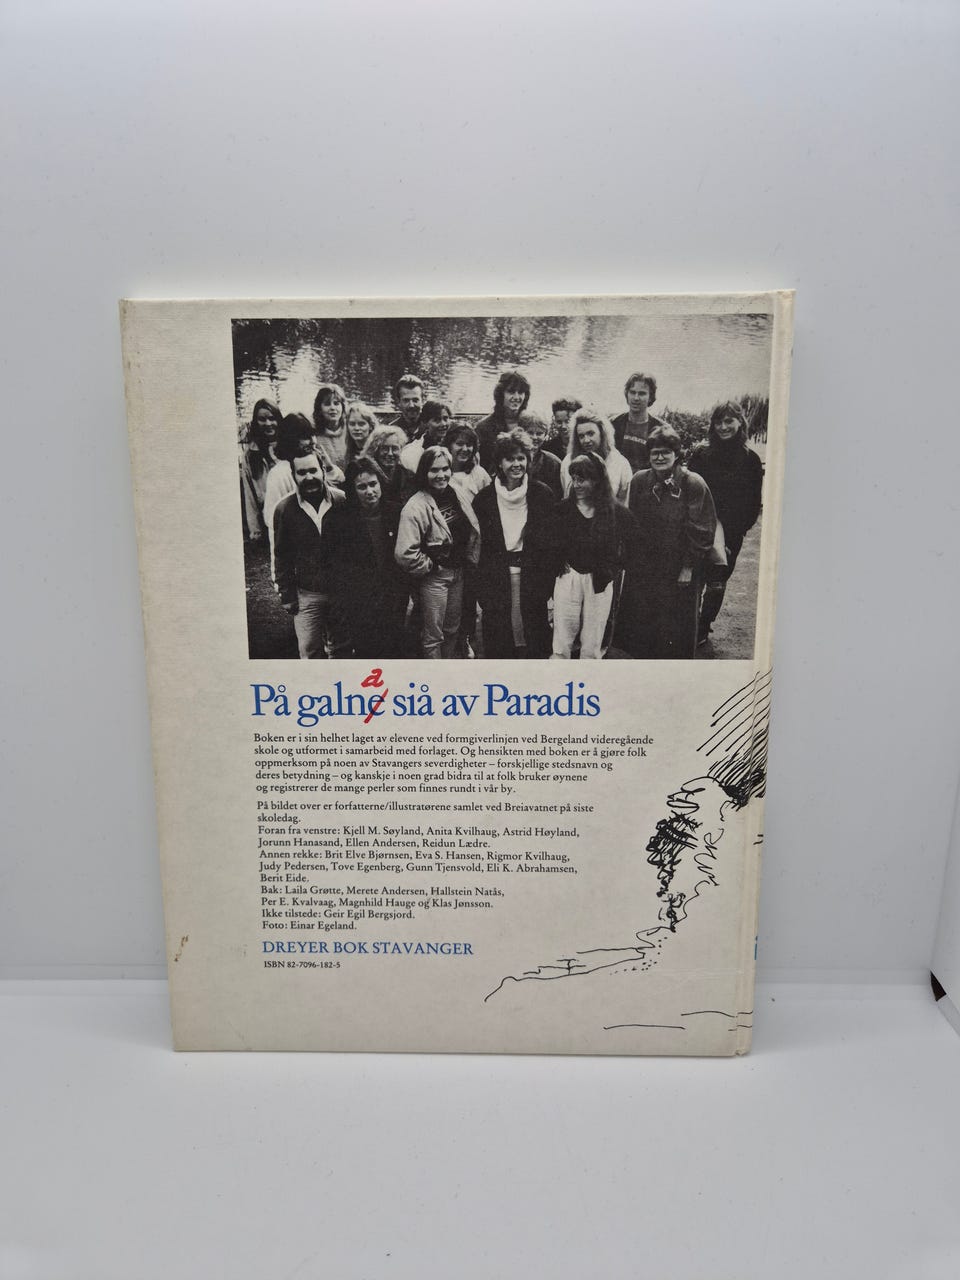 På galne siå av Paradis
a
Boken er i sin helhet laget av elevene ved formgiverlinjen ved Bergeland videregående
skole og utformet i samarbeid med forlaget. Og hensikten med boken er å gjøre folk
oppmerksom på noen av Stavangers severdigheter – forskjellige stedsnavn og
deres betydning – og kanskje i noen grad bidra til at folk bruker øynene
og registrerer de mange perler som finnes rundt i vår by.
På bildet over er forfatterne/illustratørene samlet ved Breiavatnet på siste
skoledag.
Foran fra venstre: Kjell M. Søyland, Anita Kvilhaug, Astrid Høyland,
Jorunn Hanasand, Ellen Andersen, Reidun Lædre.
Annen rekke: Brit Elve Bjørnsen, Eva S. Hansen, Rigmor Kvilhaug,
Judy Pedersen, Tove Egenberg, Gunn Tjensvold, Eli K. Abrahamsen,
Berit Eide.
Bak: Laila Grøtte, Merete Andersen, Hallstein Natås,
Per E. Kvalvaag, Magnhild Hauge og Klas Jønsson.
Ikke tilstede: Geir Egil Bergsjord.
Foto: Einar Egeland.
DREYER BOK STAVANGER
ISBN 82-7096-182-5